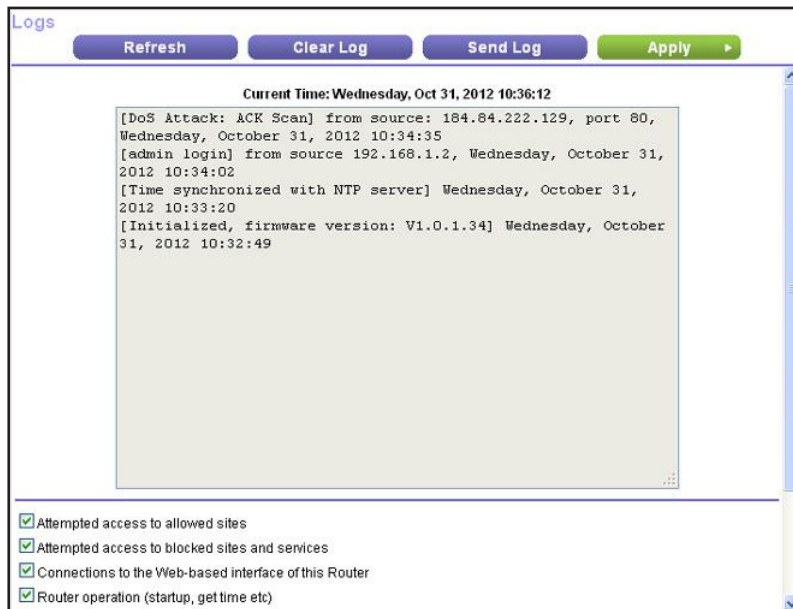 Logs
Refresh Clear Log Send Log Apply
Current Time: Wednesday, Oct 31, 2012 10:36:12
[DoS Attack: ACK Scan] from source: 184.84.222.129, port 80,
Wednesday, October 31, 2012 10:34:35
[admin login] from source 192.168.1.2, Wednesday, October 31,
2012 10:34:02
[Time synchronized with NTP server] Wednesday, October 31,
2012 10:33:20
[Initialized, firmware version: V1.0.1.34] Wednesday, October
31, 2012 10:32:49
Attempted access to allowed sites
Attempted access to blocked sites and services
Connections to the Web-based interface of this Router
Router operation (startup, get time etc)